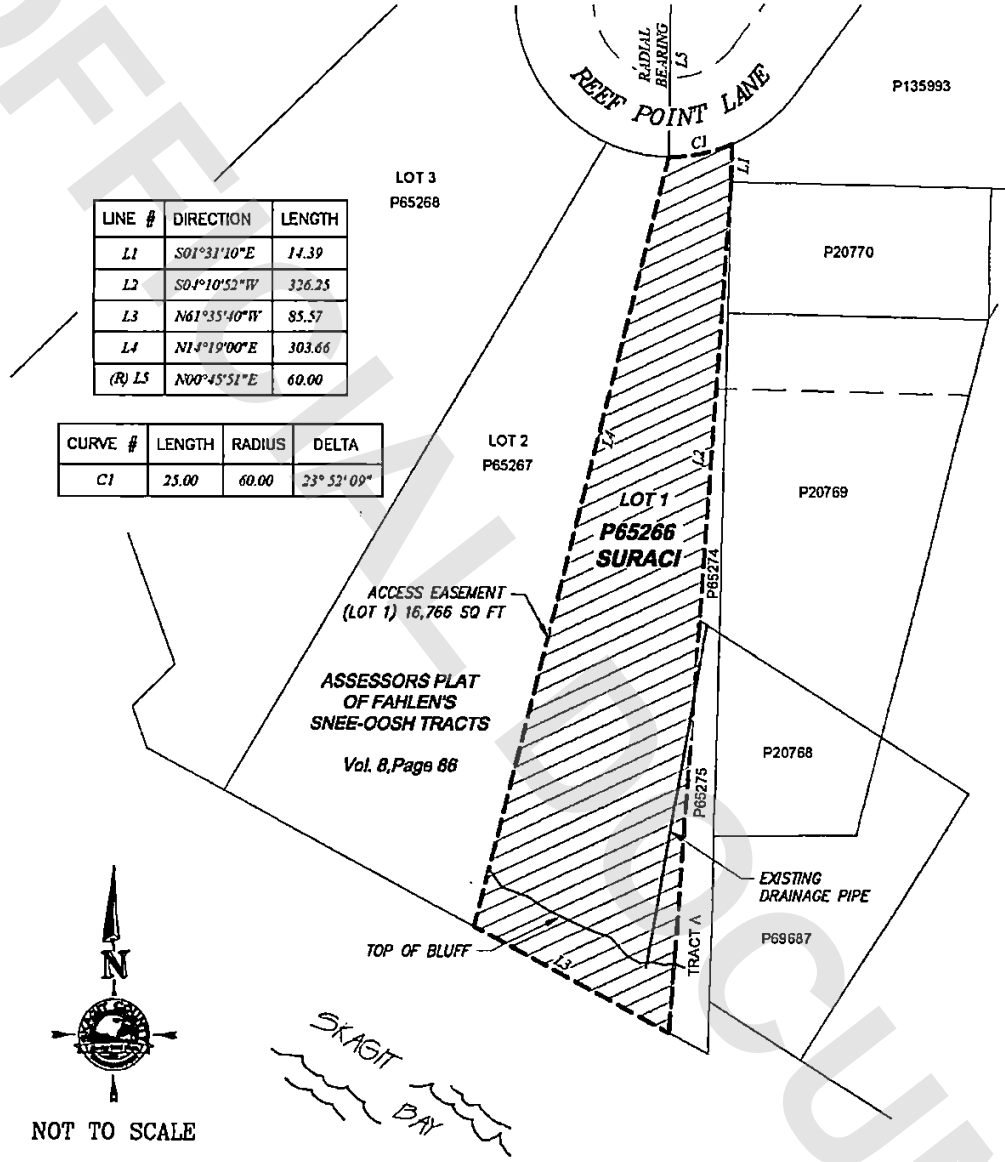 RADIAL
BEARING
L5
REEF POINT LANE
P135993
C1
L1
LOT 3
P65268
LINE # DIRECTION LENGTH
L1 S01°31'10"E 14.39
L2 S04°10'52"W 326.25
L3 N61°35'40"W 85.57
L4 N14°19'00"E 303.66
(R) L5 N00°45'51"E 60.00
P20770
CURVE # LENGTH RADIUS DELTA
C1 25.00 60.00 23°52'09"
LOT 2
P65267
L4
L2
P20769
LOT 1
P65266
SURACI
P65274
ACCESS EASEMENT
(LOT 1) 16,766 SQ FT
ASSESSORS PLAT
OF FAHLEN'S
SNEE-OOSH TRACTS
Vol. 8,Page 86
P20768
P65275
EXISTING
DRAINAGE PIPE
P69687
TRACT A
TOP OF BLUFF
L3
N
SKAGIT
BAY
NOT TO SCALE
OFFICIAL DOCUM